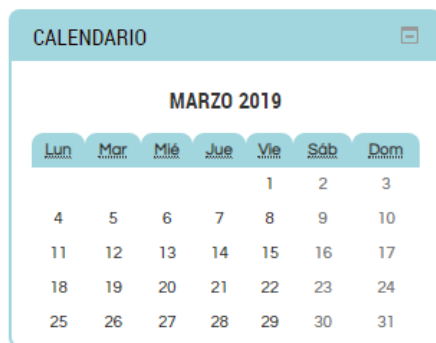 CALENDARIO
MARZO 2019
Lun Mar Mié Jue Vie Sáb Dom
1 2 3
4 5 6 7 8 9 10
11 12 13 14 15 16 17
18 19 20 21 22 23 24
25 26 27 28 29 30 31